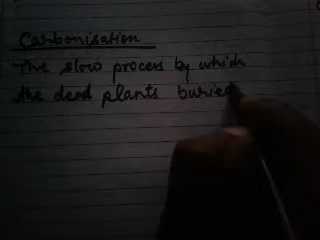 Carbonisation
The slow process by which
the dead plants buried